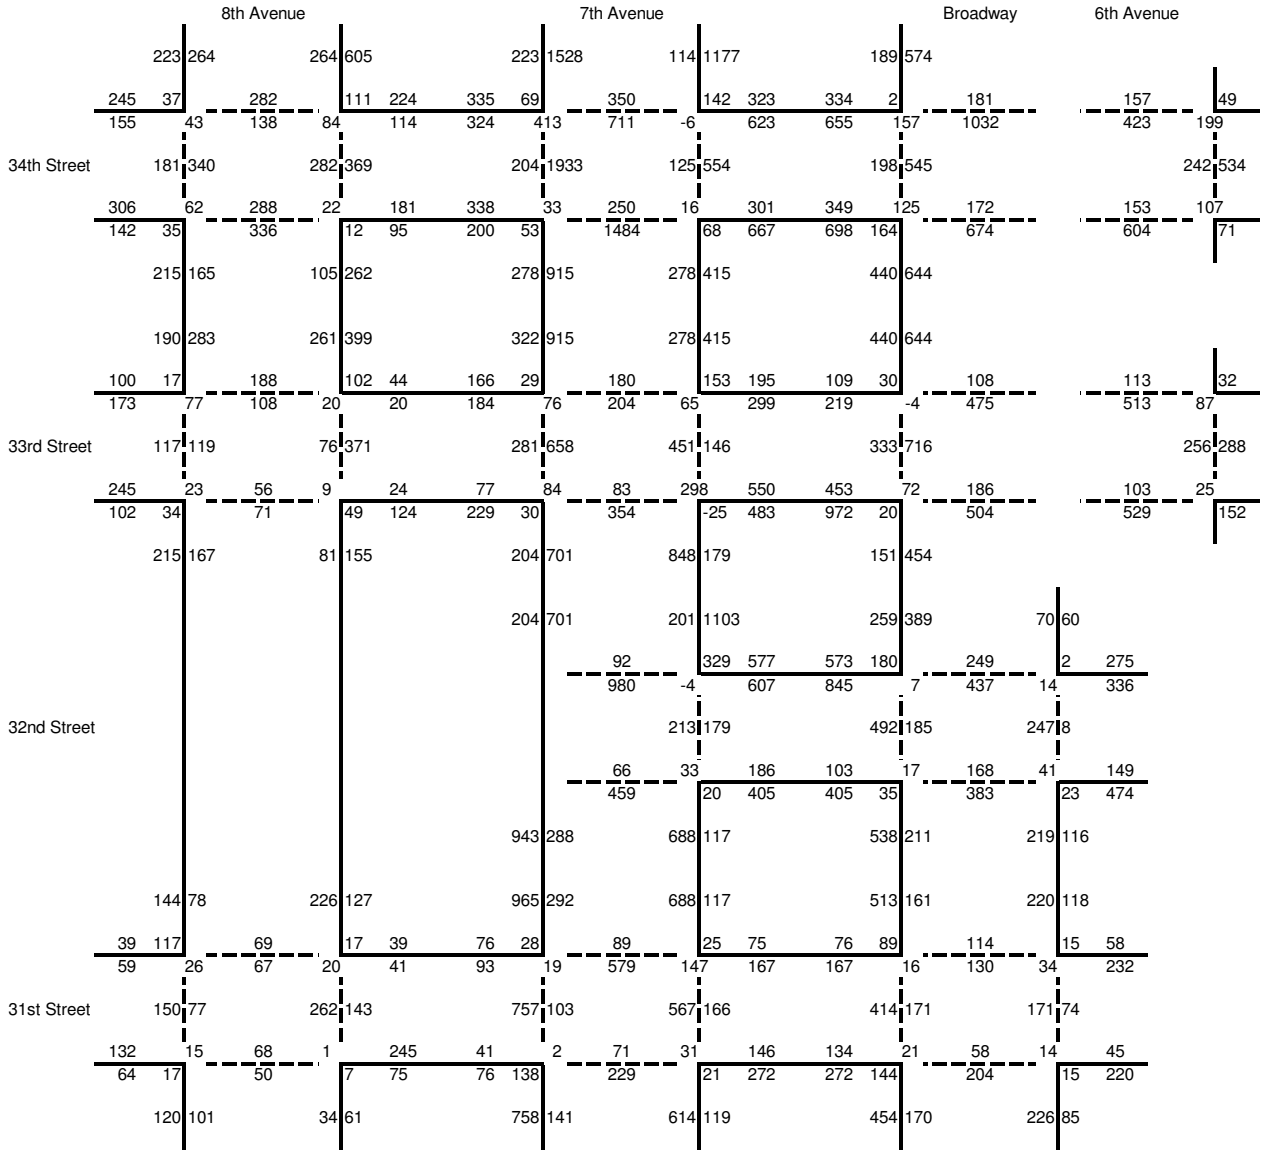 8th Avenue 7th Avenue Broadway 6th Avenue
223 264 264 605 223 1528 114 1177 189 574
245 37 282 111 224 335 69 350 142 323 334 2 181 157 49
155 43 138 84 114 324 413 711 -6 623 655 157 1032 423 199
34th Street 181 340 282 369 204 1933 125 554 198 545 242 534
306 62 288 22 181 338 33 250 16 301 349 125 172 153 107
142 35 336 12 95 200 53 1484 68 667 698 164 674 604 71
215 165 105 262 278 915 278 415 440 644
190 283 261 399 322 915 278 415 440 644
100 17 188 102 44 166 29 180 153 195 109 30 108 113 32
173 77 108 20 20 184 76 204 65 299 219 -4 475 513 87
33rd Street 117 119 76 371 281 658 451 146 333 716 256 288
245 23 56 9 24 77 84 83 298 550 453 72 186 103 25
102 34 71 49 124 229 30 354 -25 483 972 20 504 529 152
215 167 81 155 204 701 848 179 151 454
204 701 201 1103 259 389 70 60
92 329 577 573 180 249 2 275
980 -4 607 845 7 437 14 336
32nd Street 213 179 492 185 247 8
66 33 186 103 17 168 41 149
459 20 405 405 35 383 23 474
943 288 688 117 538 211 219 116
144 78 226 127 965 292 688 117 513 161 220 118
39 117 69 17 39 76 28 89 25 75 76 89 114 15 58
59 26 67 20 41 93 19 579 147 167 167 16 130 34 232
31st Street 150 77 262 143 757 103 567 166 414 171 171 74
132 15 68 1 245 41 2 71 31 146 134 21 58 14 45
64 17 50 7 75 76 138 229 21 272 272 144 204 15 220
120 101 34 61 758 141 614 119 454 170 226 85